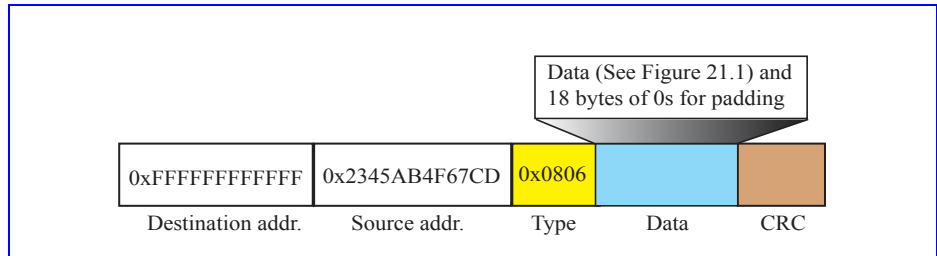 Data (See Figure 21.1) and
18 bytes of 0s for padding
0xFFFFFFFFFFFF 0x2345AB4F67CD 0x0806
Destination addr. Source addr. Type Data CRC